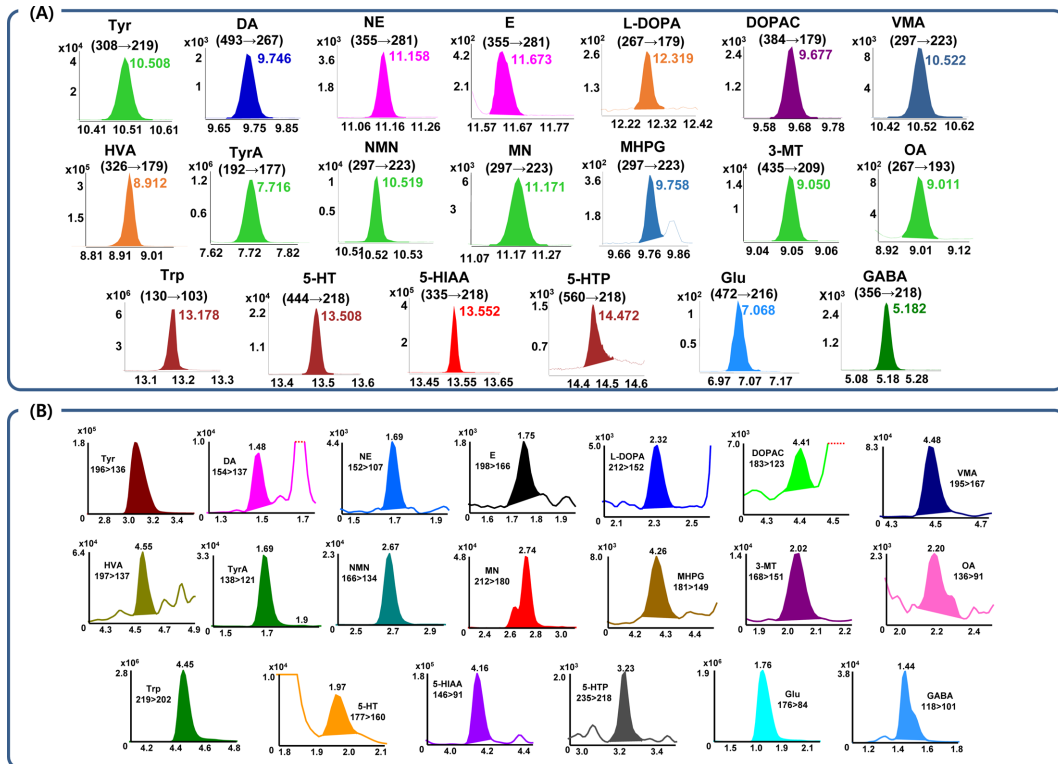 (A)
Tyr DA NE E L-DOPA DOPAC VMA
(308→219) (493→267) (355→281) (355→281) (267→179) (384→179) (297→223)
x10⁴ x10³ x10³ x10² x10² x10³ x10³
4 2 3.6 4.2 2.6 2.4 8
10.508 9.746 11.158 11.673 12.319 9.677 10.522
2 1 1.8 2.1 1.3 1.2 4
10.41 10.51 10.61 9.65 9.75 9.85 11.06 11.16 11.26 11.57 11.67 11.77 12.22 12.32 12.42 9.58 9.68 9.78 10.42 10.52 10.62
HVA TyrA NMN MN MHPG 3-MT OA
(326→179) (192→177) (297→223) (297→223) (297→223) (435→209) (267→193)
x10⁵ x10⁶ x10⁴ x10³ x10² x10⁴ x10²
3 1.2 1 6 3.6 1.4 8
8.912 7.716 10.519 11.171 9.758 9.050 9.011
1.5 0.6 0.5 3 1.8 1 4
8.81 8.91 9.01 7.62 7.72 7.82 10.51 10.52 10.53 11.07 11.17 11.27 9.66 9.76 9.86 9.04 9.05 9.06 8.92 9.01 9.12
Trp 5-HT 5-HIAA 5-HTP Glu GABA
(130→103) (444→218) (335→218) (560→218) (472→216) (356→218)
x10⁶ x10⁴ x10⁵ x10³ x10² X10³
6 2.2 4 1.5 1 2.4
13.178 13.508 13.552 14.472 7.068 5.182
3 1.1 2 0.7 0.5 1.2
13.1 13.2 13.3 13.4 13.5 13.6 13.45 13.55 13.65 14.4 14.5 14.6 6.97 7.07 7.17 5.08 5.18 5.28
(B)
x10⁵ x10⁴ x10³ x10³ x10³ x10³ x10⁴
1.8 1.0 4.4 1.8 5.0 7.0 8.3
3.06 1.48 1.69 1.75 2.32 4.41 4.48
Tyr DA NE E L-DOPA DOPAC VMA
196>136 154>137 152>107 198>166 212>152 183>123 195>167
0 0 0 0 0 0 0
2.8 3.0 3.2 3.4 1.3 1.5 1.7 1.5 1.7 1.9 1.6 1.7 1.8 1.9 2.1 2.3 2.5 4.3 4.4 4.5 4.3 4.5 4.7
x10⁴ x10⁴ x10⁴ x10⁴ x10³ x10⁴ x10³
6.4 3.3 2.3 4.8 8.0 1.4 2.3
4.55 1.69 2.67 2.74 4.26 2.02 2.20
HVA TyrA NMN MN MHPG 3-MT OA
197>137 138>121 166>134 212>180 181>149 168>151 136>91
0 0 0 0 0 0 0
4.3 4.5 4.7 4.9 1.5 1.7 1.9 2.5 2.7 2.9 2.4 2.6 2.8 3.0 4.2 4.3 4.4 1.9 2.0 2.1 2.2 2.0 2.2 2.4
x10⁶ x10⁴ x10⁵ x10³ x10⁶ x10⁴
2.8 1.0 1.8 2.0 1.9 3.8
4.45 1.97 4.16 3.23 1.76 1.44
Trp 5-HT 5-HIAA 5-HTP Glu GABA
219>202 177>160 146>91 235>218 176>84 118>101
0 0 0 0 0 0
4.2 4.4 4.6 4.8 1.8 1.9 2.0 2.1 4.0 4.2 4.4 3.0 3.2 3.4 1.5 1.0 1.9 2.1 1.2 1.4 1.6 1.8